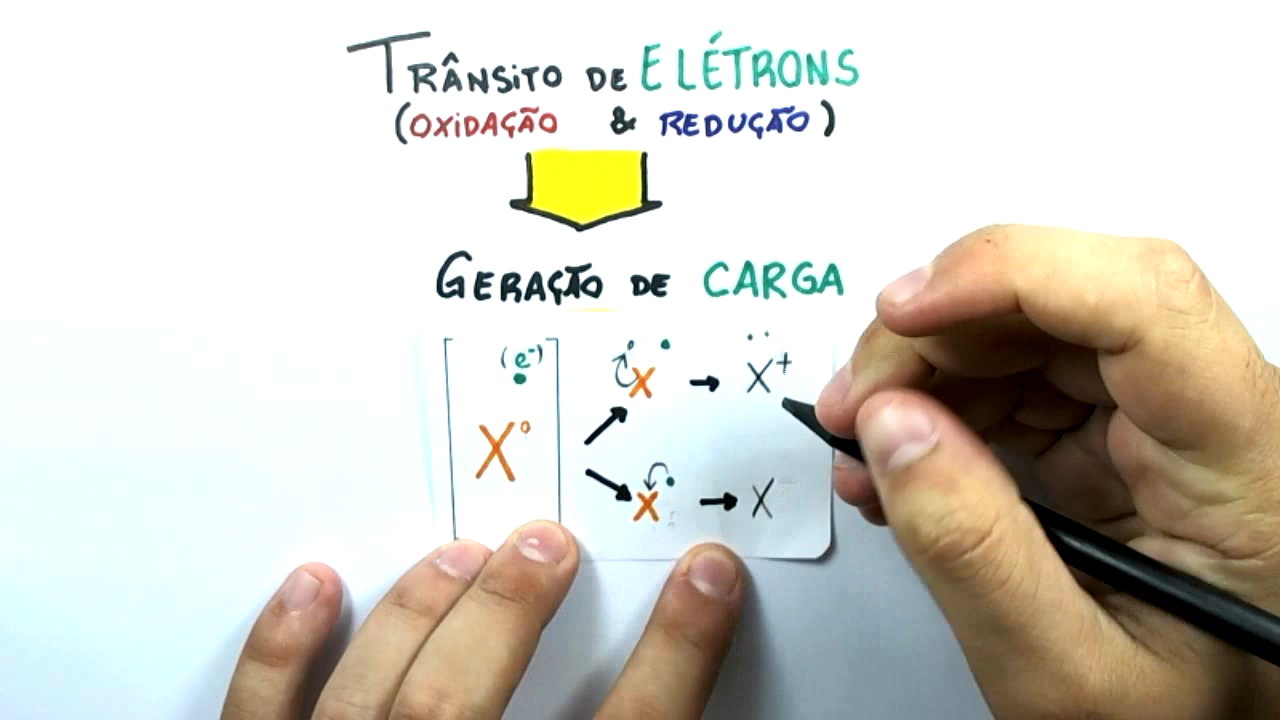 TRÂNSiTO DE ELÉTRONS
(OXiDAÇÃO & REDUÇÃO)
GERAÇÃO DE CARGA
(e⁻)
X⁰
X → X⁺
X → X